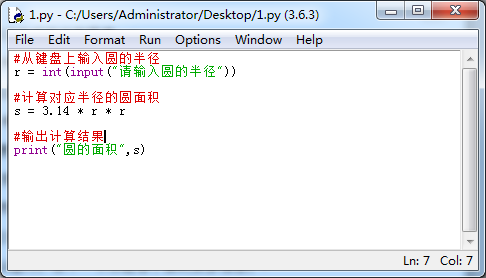 1.py - C:/Users/Administrator/Desktop/1.py (3.6.3)
File Edit Format Run Options Window Help
#从键盘上输入圆的半径
r = int(input("请输入圆的半径"))
#计算对应半径的圆面积
s = 3.14 * r * r
#输出计算结果
print("圆的面积",s)
Ln: 7 Col: 7